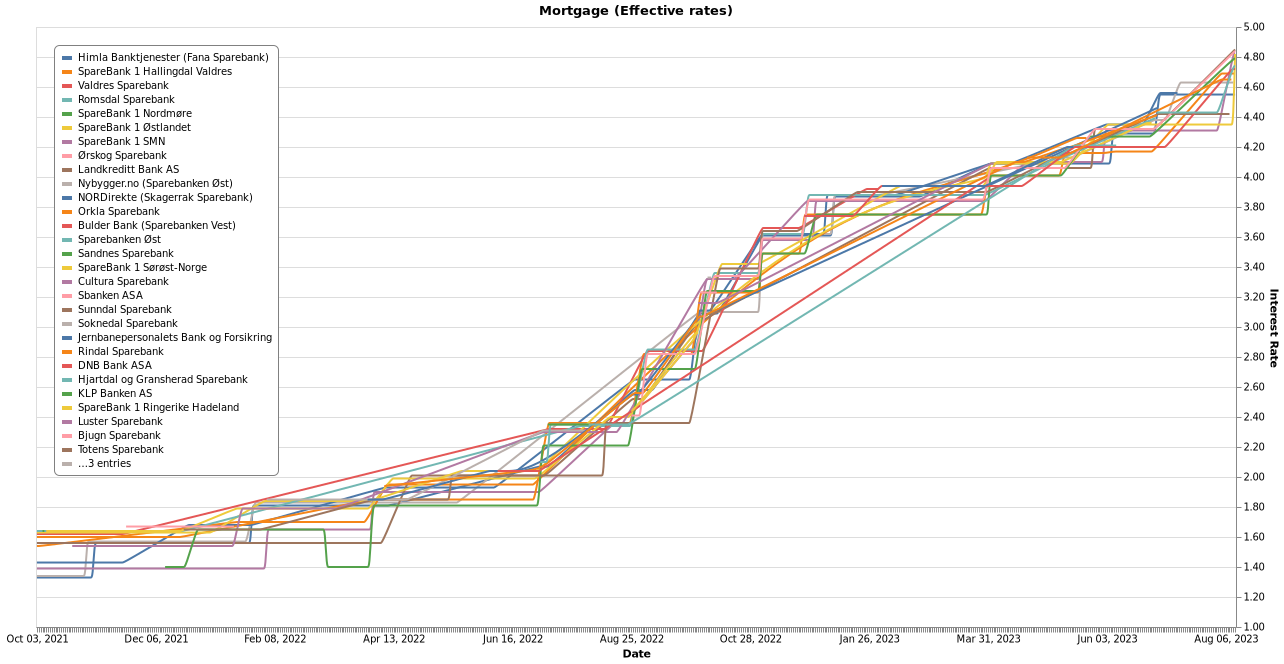 Mortgage (Effective rates)
Himla Banktjenester (Fana Sparebank)
SpareBank 1 Hallingdal Valdres
Valdres Sparebank
Romsdal Sparebank
SpareBank 1 Nordmøre
SpareBank 1 Østlandet
SpareBank 1 SMN
Ørskog Sparebank
Landkreditt Bank AS
Nybygger.no (Sparebanken Øst)
NORDirekte (Skagerrak Sparebank)
Orkla Sparebank
Bulder Bank (Sparebanken Vest)
Sparebanken Øst
Sandnes Sparebank
SpareBank 1 Sørøst-Norge
Cultura Sparebank
Sbanken ASA
Sunndal Sparebank
Soknedal Sparebank
Jernbanepersonalets Bank og Forsikring
Rindal Sparebank
DNB Bank ASA
Hjartdal og Gransherad Sparebank
KLP Banken AS
SpareBank 1 Ringerike Hadeland
Luster Sparebank
Bjugn Sparebank
Totens Sparebank
...3 entries
5.00
4.80
4.60
4.40
4.20
4.00
3.80
3.60
3.40
3.20
3.00
2.80
2.60
2.40
2.20
2.00
1.80
1.60
1.40
1.20
1.00
Interest Rate
Oct 03, 2021 Dec 06, 2021 Feb 08, 2022 Apr 13, 2022 Jun 16, 2022 Aug 25, 2022 Oct 28, 2022 Jan 26, 2023 Mar 31, 2023 Jun 03, 2023 Aug 06, 2023
Date